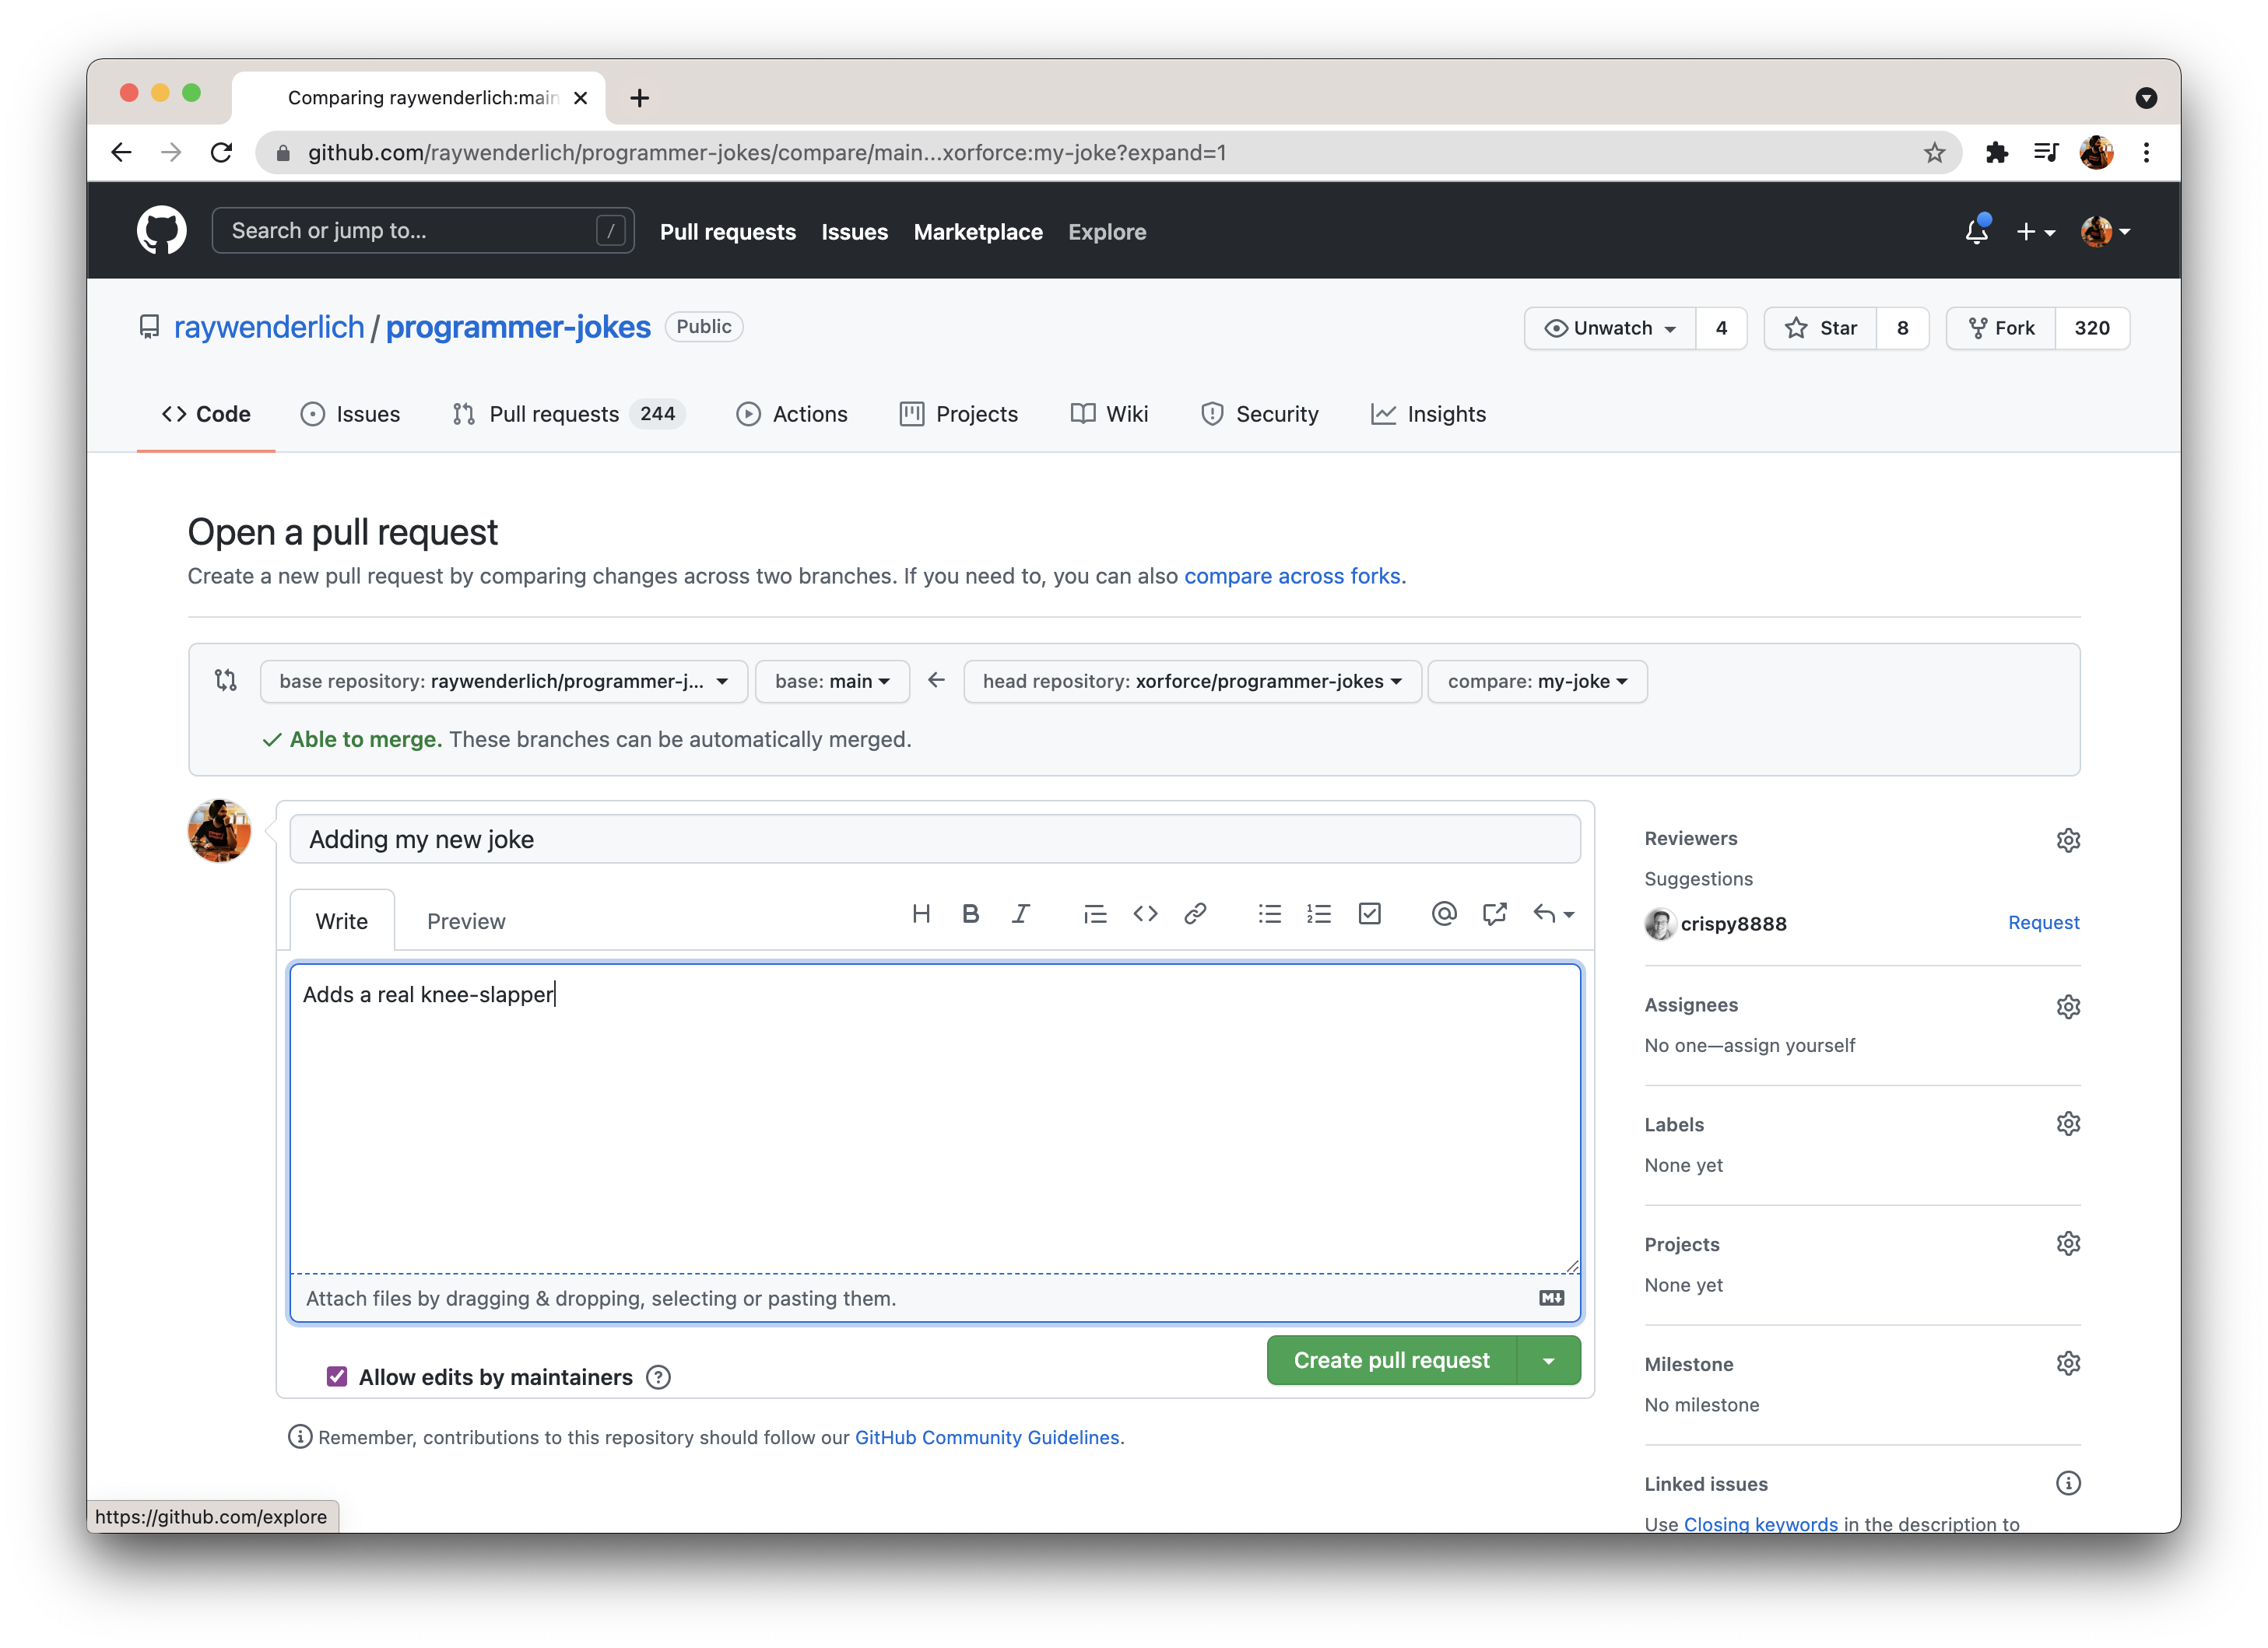 Comparing raywenderlich:main
github.com/raywenderlich/programmer-jokes/compare/main...xorforce:my-joke?expand=1
Search or jump to... /
Pull requests Issues Marketplace Explore
raywenderlich / programmer-jokes Public
Unwatch 4 Star 8 Fork 320
Code Issues Pull requests 244 Actions Projects Wiki Security Insights
Open a pull request
Create a new pull request by comparing changes across two branches. If you need to, you can also compare across forks.
base repository: raywenderlich/programmer-j... base: main head repository: xorforce/programmer-jokes compare: my-joke
Able to merge. These branches can be automatically merged.
Adding my new joke
Write Preview
Adds a real knee-slapper
Attach files by dragging & dropping, selecting or pasting them.
Allow edits by maintainers
Create pull request
Remember, contributions to this repository should follow our GitHub Community Guidelines.
Reviewers
Suggestions
crispy8888 Request
Assignees
No one—assign yourself
Labels
None yet
Projects
None yet
Milestone
No milestone
Linked issues
Use Closing keywords in the description to
https://github.com/explore